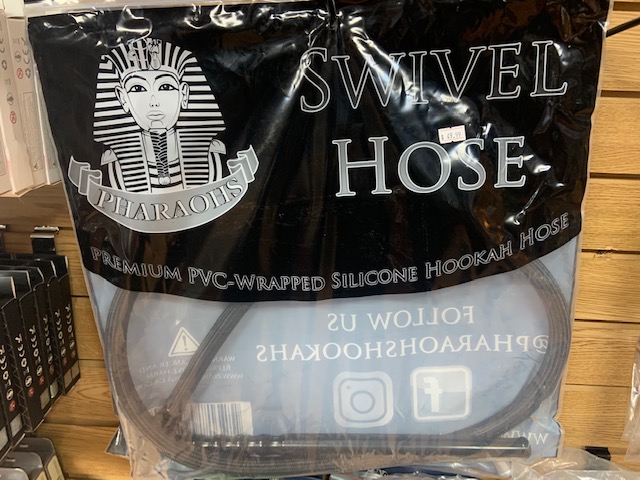 SWIVEL
HOSE
PHARAOHS
PREMIUM PVC-WRAPPED SILICONE HOOKAH HOSE
FOLLOW US
@PHARAOHSHOOKAHS